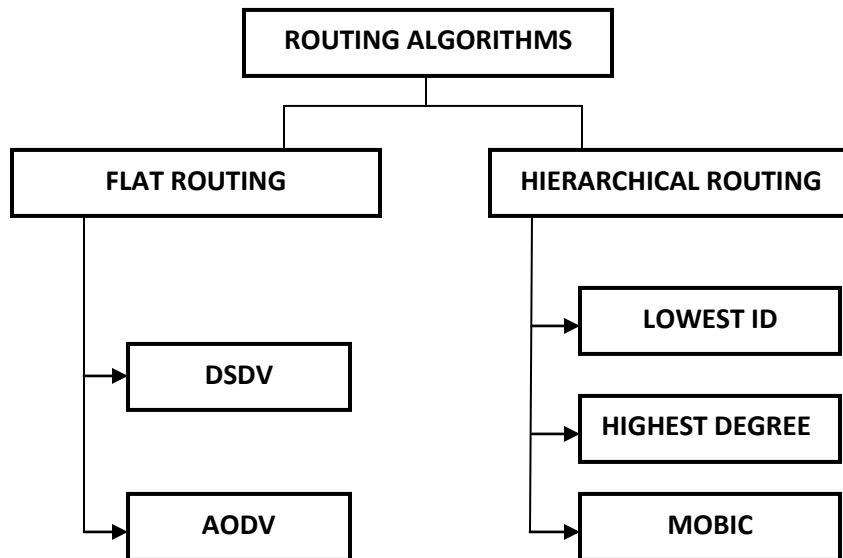 ROUTING ALGORITHMS
FLAT ROUTING
HIERARCHICAL ROUTING
LOWEST ID
DSDV
HIGHEST DEGREE
AODV
MOBIC